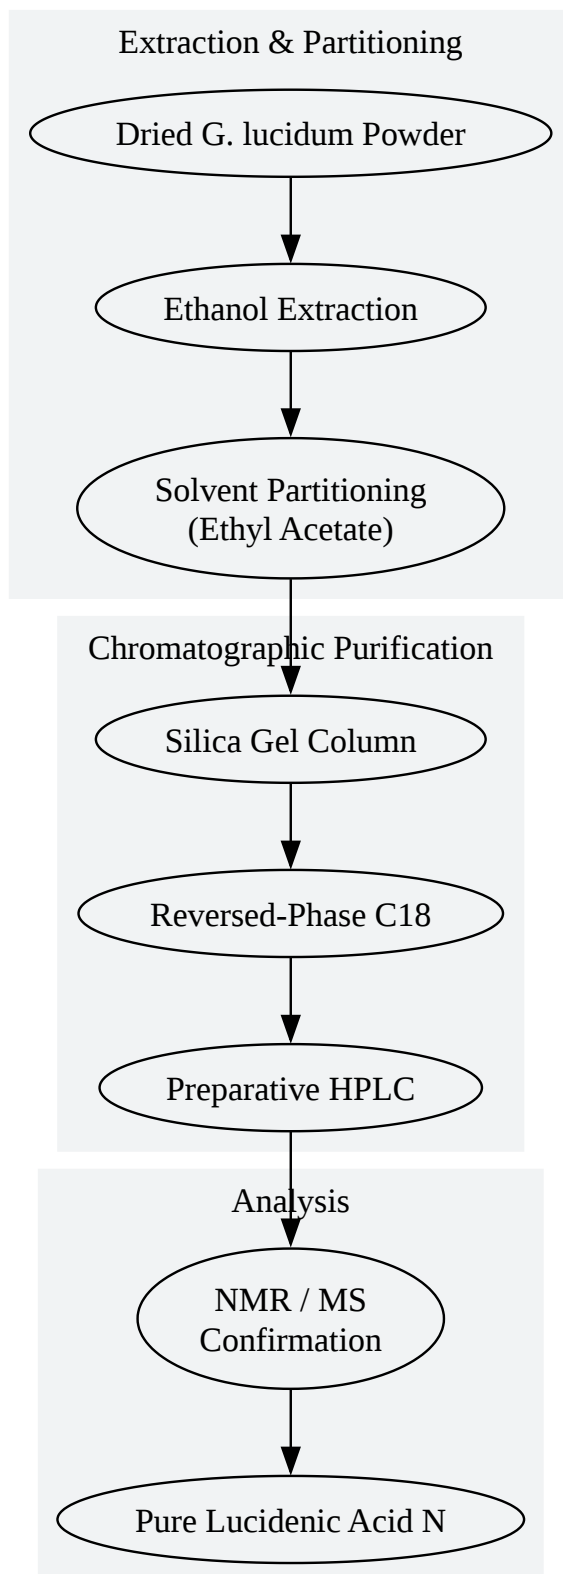 Extraction & Partitioning
Dried G. lucidum Powder
Ethanol Extraction
Solvent Partitioning
(Ethyl Acetate)
Chromatographic Purification
Silica Gel Column
Reversed-Phase C18
Preparative HPLC
Analysis
NMR / MS
Confirmation
Pure Lucidenic Acid N